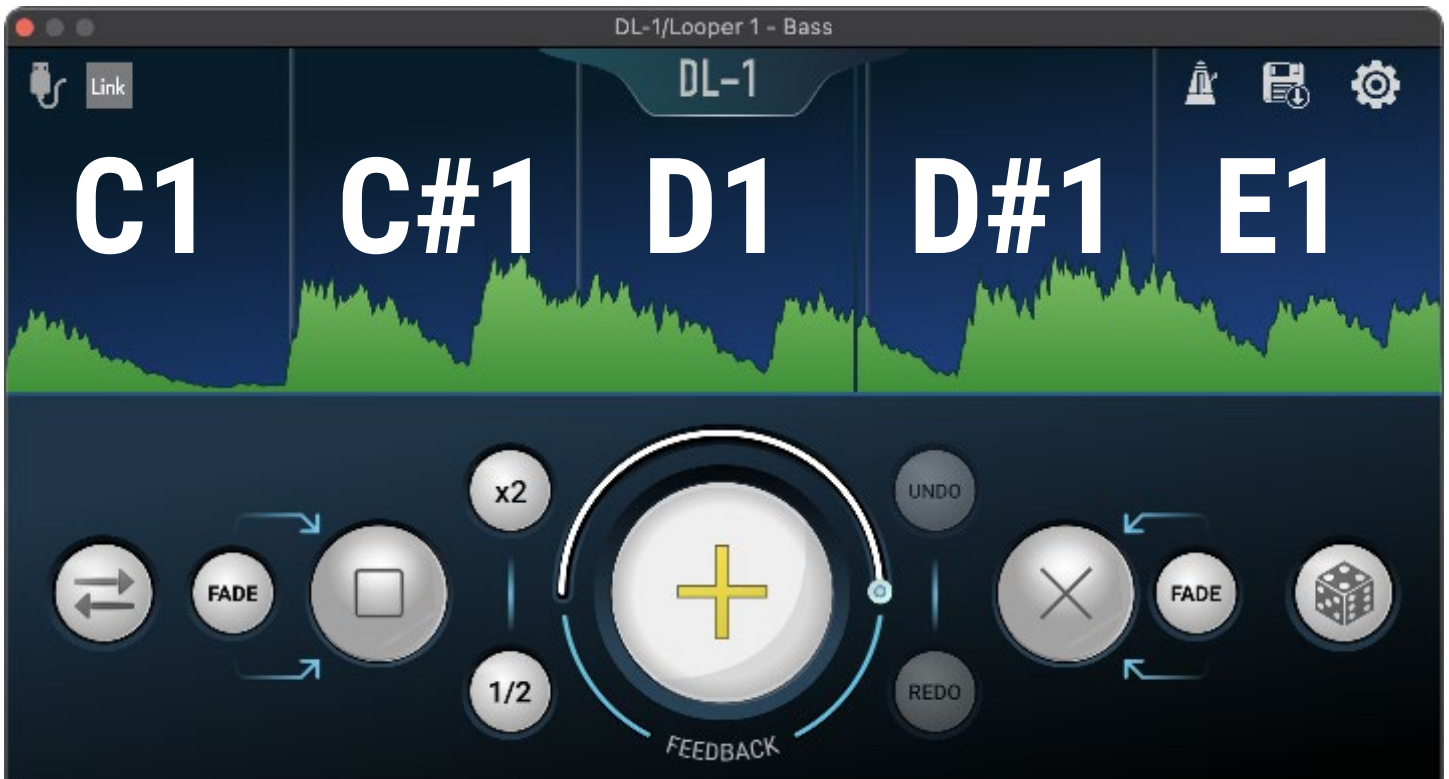 DL-1/Looper 1 - Bass
Link
DL-1
C1 C#1 D1 D#1 E1
x2
UNDO
FADE
FADE
1/2
REDO
FEEDBACK